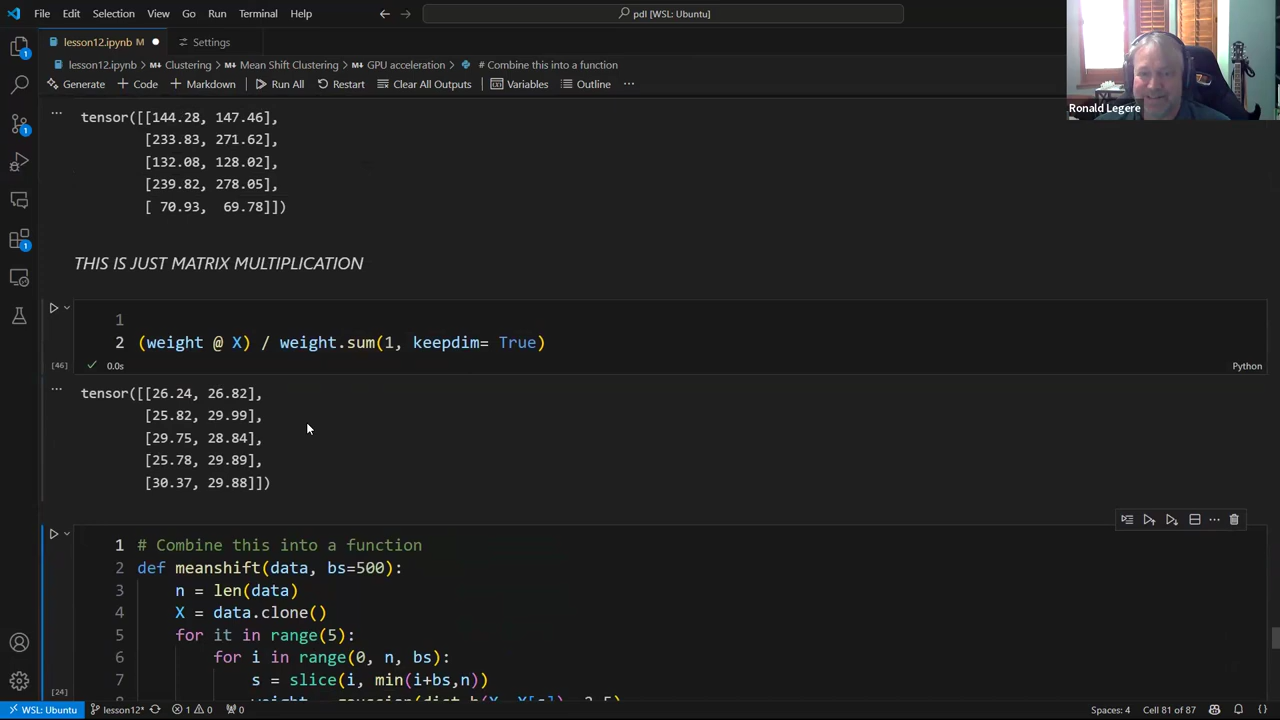 File Edit Selection View Go Run Terminal Help
pdl [WSL: Ubuntu]
lesson12.ipynb M
Settings
lesson12.ipynb > Clustering > Mean Shift Clustering > GPU acceleration > # Combine this into a function
Generate + Code + Markdown Run All Restart Clear All Outputs Variables Outline ...
Ronald Legere
1
1
... tensor([[144.28, 147.46],
[233.83, 271.62],
[132.08, 128.02],
[239.82, 278.05],
[ 70.93, 69.78]])
THIS IS JUST MATRIX MULTIPLICATION
1
2 (weight @ X) / weight.sum(1, keepdim= True)
[46] 0.0s Python
... tensor([[26.24, 26.82],
[25.82, 29.99],
[29.75, 28.84],
[25.78, 29.89],
[30.37, 29.88]])
1 # Combine this into a function
2 def meanshift(data, bs=500):
3 n = len(data)
4 X = data.clone()
5 for it in range(5):
6 for i in range(0, n, bs):
7 s = slice(i, min(i+bs,n))
[24]
WSL: Ubuntu lesson12* 1 0 0 Spaces: 4 Cell 81 of 87